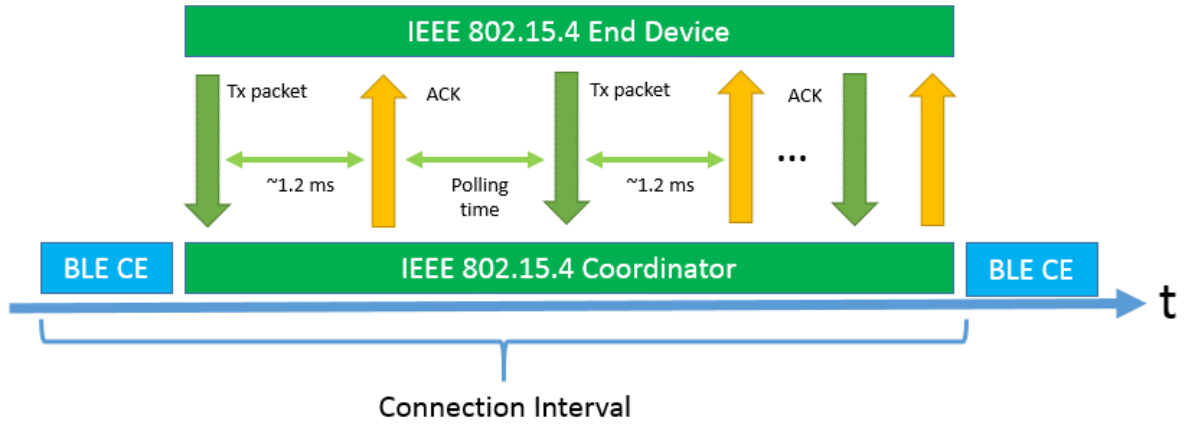 IEEE 802.15.4 End Device
Tx packet
ACK
Tx packet
ACK
...
~1.2 ms
Polling
time
~1.2 ms
BLE CE
IEEE 802.15.4 Coordinator
BLE CE
t
Connection Interval